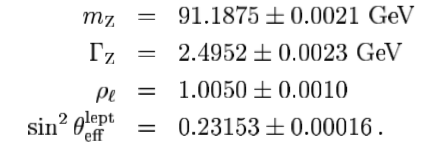 m_Z = 91.1875 ± 0.0021 GeV
Γ_Z = 2.4952 ± 0.0023 GeV
ρ_ℓ = 1.0050 ± 0.0010
sin² θ_eff^lept = 0.23153 ± 0.00016 .